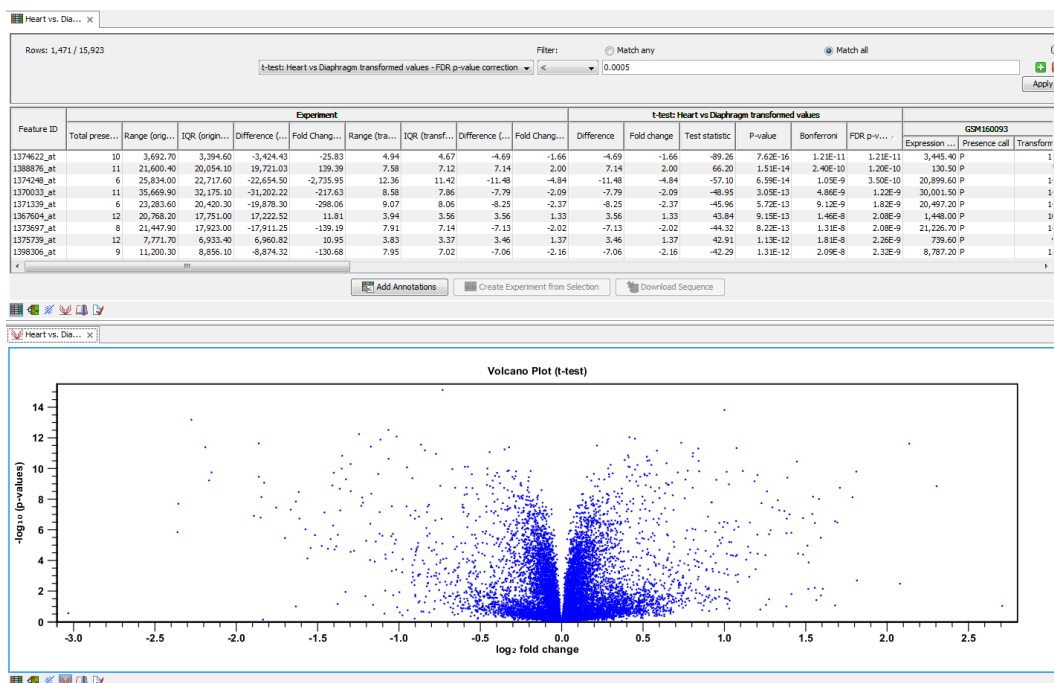 Heart vs. Dia...
Rows: 1,471 / 15,923 Filter: Match any Match all
t-test: Heart vs Diaphragm transformed values - FDR p-value correction < 0.0005
Apply
Feature ID Experiment t-test: Heart vs Diaphragm transformed values
GSM160093
Total prese... Range (orig... IQR (origin... Difference (... Fold Chang... Range (tra... IQR (transf... Difference (... Fold Chang... Difference Fold change Test statistic P-value Bonferroni FDR p-v... Expression ... Presence call Transform
1374622_at 10 3,692.70 3,394.60 -3,424.43 -25.83 4.94 4.67 -4.69 -1.66 -4.69 -1.66 -89.26 7.62E-16 1.21E-11 1.21E-11 3,445.40 P
1388876_at 11 21,600.40 20,054.10 19,721.03 139.39 7.58 7.12 7.14 2.00 7.14 2.00 66.20 1.51E-14 2.40E-10 1.20E-10 130.50 P
1374248_at 6 25,834.00 22,717.60 -22,654.50 -2,735.95 12.36 11.42 -11.48 -4.84 -11.48 -4.84 -57.10 6.59E-14 1.05E-9 3.50E-10 20,899.60 P
1370033_at 11 35,669.90 32,175.10 -31,202.22 -217.63 8.58 7.86 -7.79 -2.09 -7.79 -2.09 -48.95 3.05E-13 4.86E-9 1.22E-9 30,001.50 P
1371339_at 6 23,283.60 20,420.30 -19,878.30 -298.06 9.07 8.06 -8.25 -2.37 -8.25 -2.37 -45.96 5.72E-13 9.12E-9 1.82E-9 20,497.20 P
1367604_at 12 20,768.20 17,751.00 17,222.52 11.81 3.94 3.56 3.56 1.33 3.56 1.33 43.84 9.15E-13 1.46E-8 2.08E-9 1,448.00 P
1373697_at 8 21,447.90 17,923.00 -17,911.25 -139.19 7.91 7.14 -7.13 -2.02 -7.13 -2.02 -44.32 8.22E-13 1.31E-8 2.08E-9 21,226.70 P
1375739_at 12 7,771.70 6,933.40 6,960.82 10.95 3.83 3.37 3.46 1.37 3.46 1.37 42.91 1.13E-12 1.81E-8 2.26E-9 739.60 P
1398306_at 9 11,200.30 8,856.10 -8,874.32 -130.68 7.95 7.02 -7.06 -2.16 -7.06 -2.16 -42.29 1.31E-12 2.09E-8 2.32E-9 8,787.20 P
Add Annotations Create Experiment from Selection Download Sequence
Heart vs. Dia...
Volcano Plot (t-test)
-log10 (p-values)
14
12
10
8
6
4
2
0
-3.0 -2.5 -2.0 -1.5 -1.0 -0.5 0.0 0.5 1.0 1.5 2.0 2.5
log2 fold change